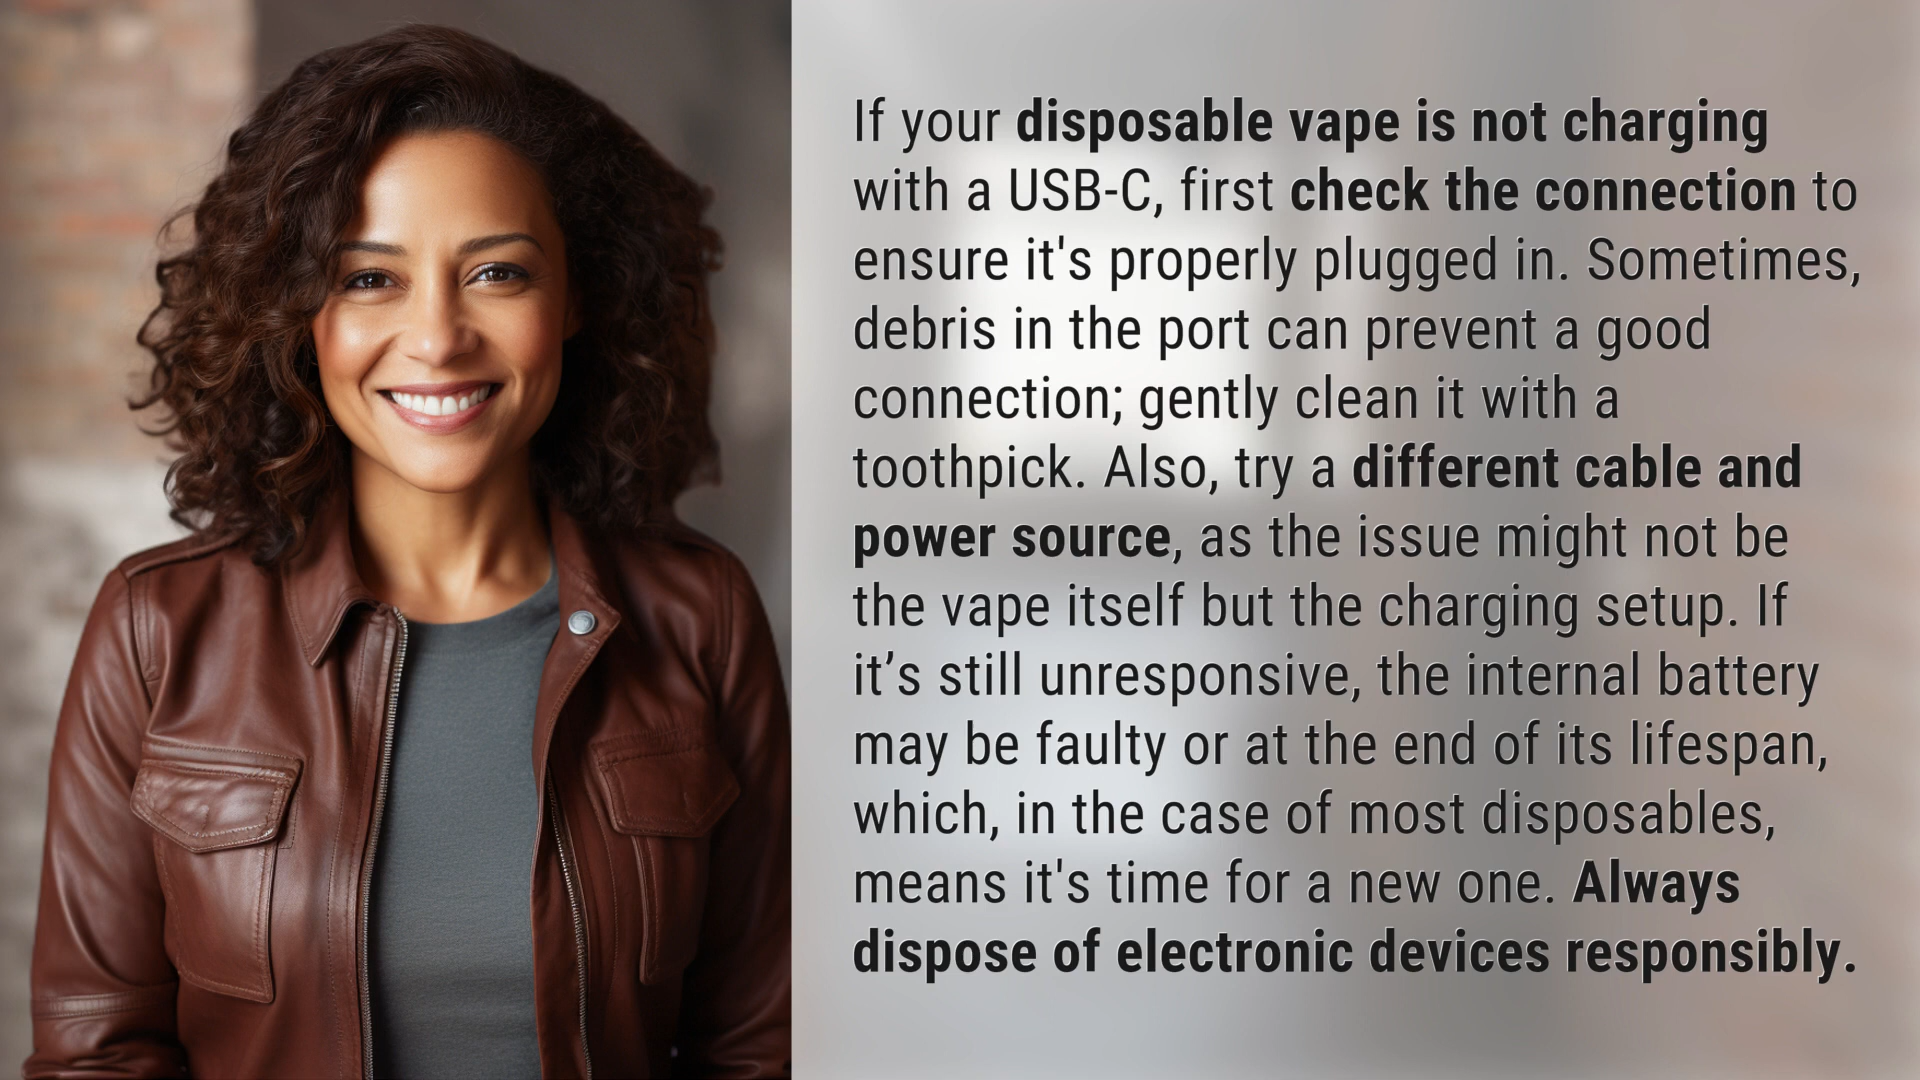 If your disposable vape is not charging
with a USB-C, first check the connection to
ensure it's properly plugged in. Sometimes,
debris in the port can prevent a good
connection; gently clean it with a
toothpick. Also, try a different cable and
power source, as the issue might not be
the vape itself but the charging setup. If
it’s still unresponsive, the internal battery
may be faulty or at the end of its lifespan,
which, in the case of most disposables,
means it's time for a new one. Always
dispose of electronic devices responsibly.